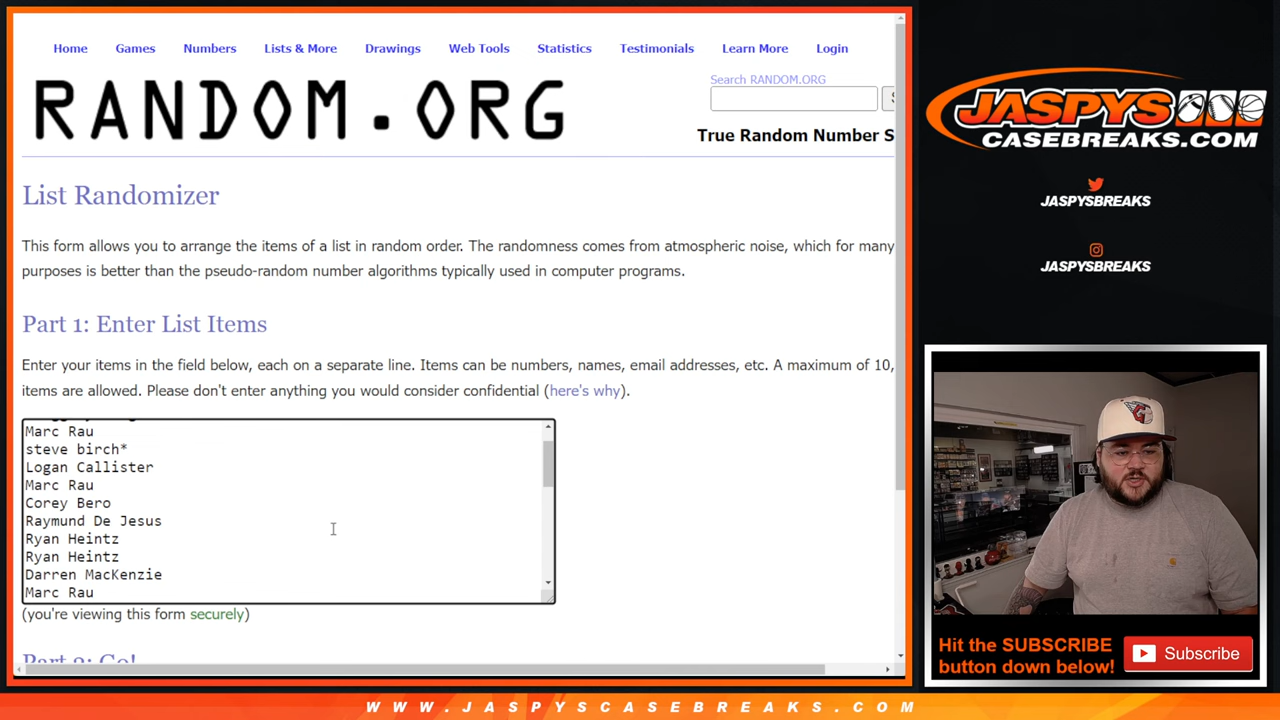 Home Games Numbers Lists & More Drawings Web Tools Statistics Testimonials Learn More Login
RANDOM.ORG
Search RANDOM.ORG
True Random Number S
List Randomizer
This form allows you to arrange the items of a list in random order. The randomness comes from atmospheric noise, which for many
purposes is better than the pseudo-random number algorithms typically used in computer programs.
Part 1: Enter List Items
Enter your items in the field below, each on a separate line. Items can be numbers, names, email addresses, etc. A maximum of 10,
items are allowed. Please don't enter anything you would consider confidential (here's why).
Marc Rau
steve birch*
Logan Callister
Marc Rau
Corey Bero
Raymund De Jesus
Ryan Heintz
Ryan Heintz
Darren MacKenzie
Marc Rau
(you're viewing this form securely)
Part 2: Go!
JASPYS
CASEBREAKS.COM
JASPYSBREAKS
JASPYSBREAKS
Hit the SUBSCRIBE
button down below!
Subscribe
WWW.JASPYSCASEBREAKS.COM